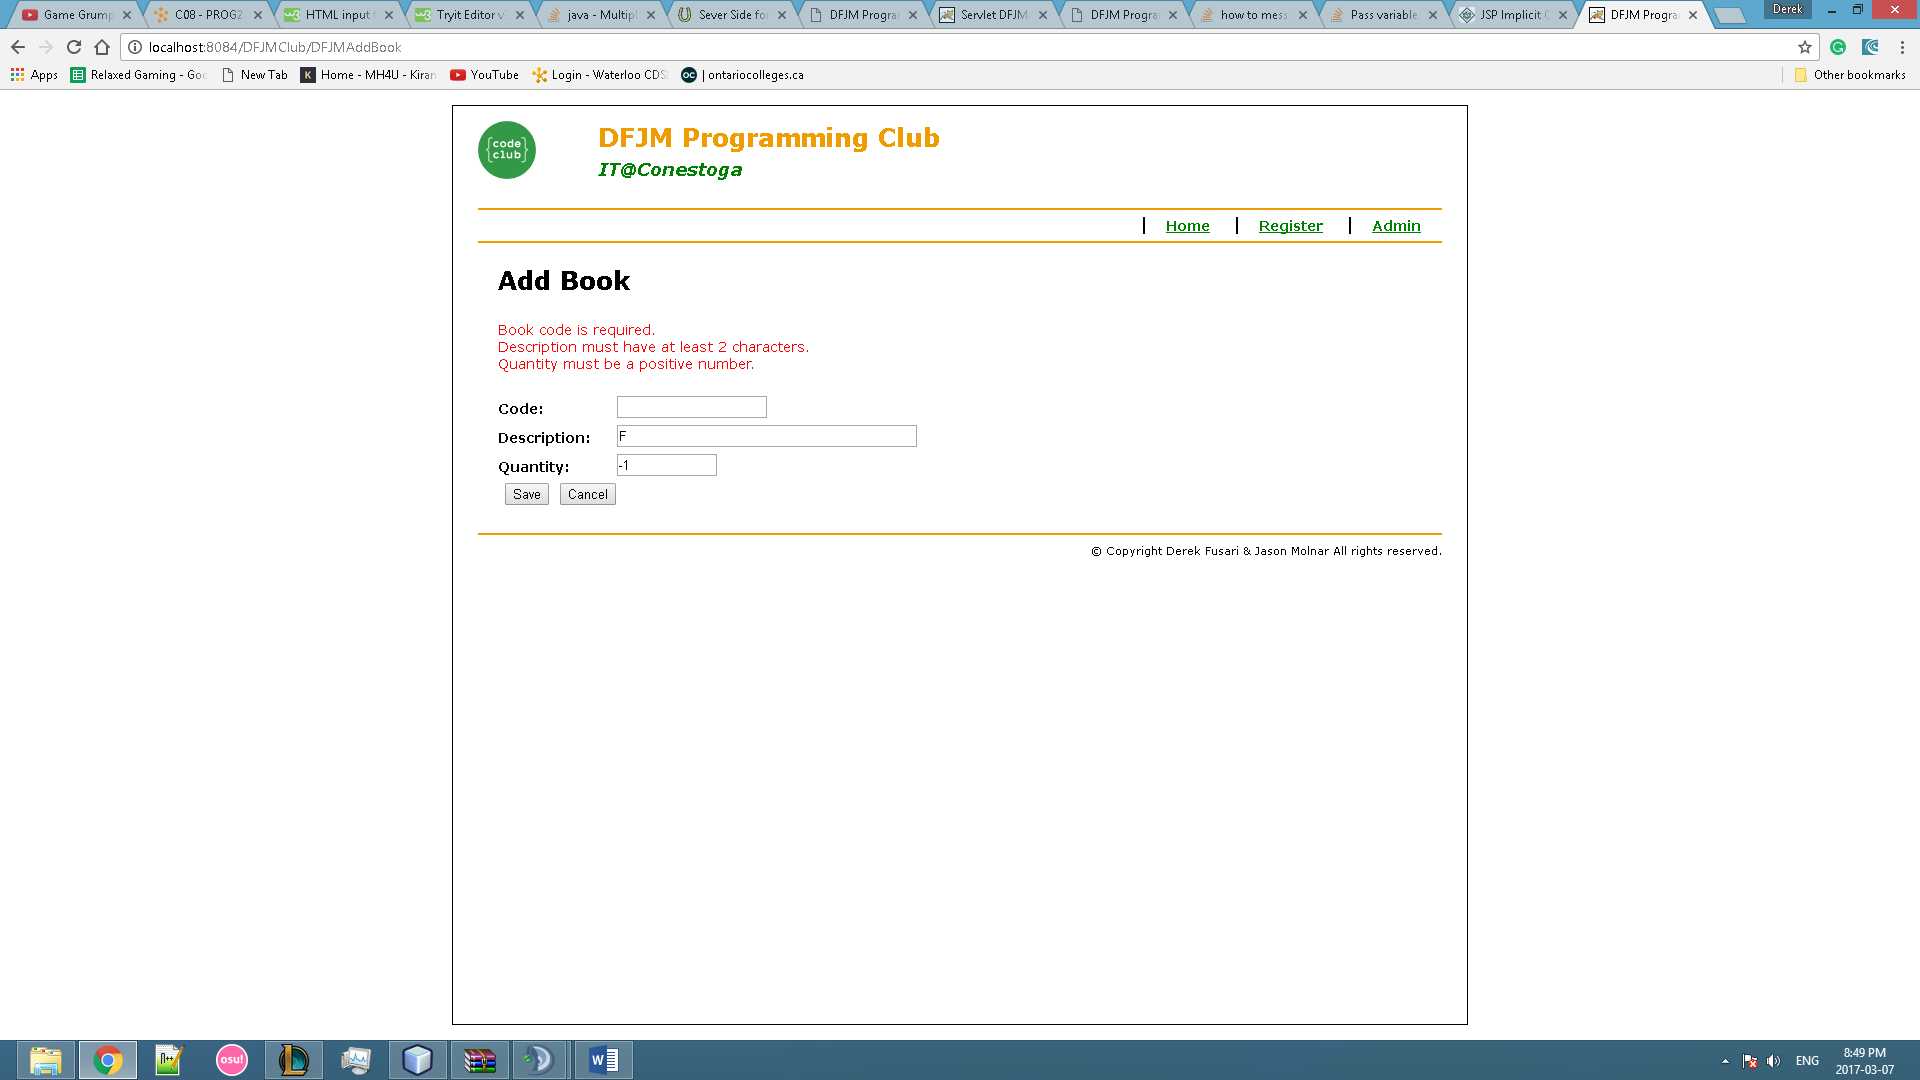 Game Grump
C08 - PROG2
HTML input
Tryit Editor v
java - Multipl
Sever Side fo
DFJM Progra
Servlet DFJM
DFJM Progra
how to mess
Pass variable
JSP Implicit
DFJM Progra
Derek
localhost:8084/DFJMClub/DFJMAddBook
Apps
Relaxed Gaming - Goo
New Tab
K Home - MH4U - Kiran
YouTube
Login - Waterloo CDS
OC | ontariocolleges.ca
Other bookmarks
{code club}
DFJM Programming Club
IT@Conestoga
Home
Register
Admin
Add Book
Book code is required.
Description must have at least 2 characters.
Quantity must be a positive number.
Code:
Description: F
Quantity: -1
Save Cancel
© Copyright Derek Fusari & Jason Molnar All rights reserved.
osu!
ENG
8:49 PM
2017-03-07